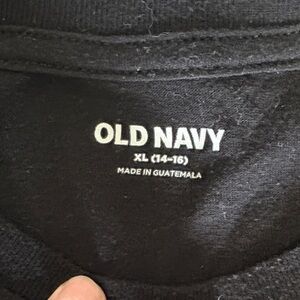 OLD NAVY
XL (14-16)
MADE IN GUATEMALA